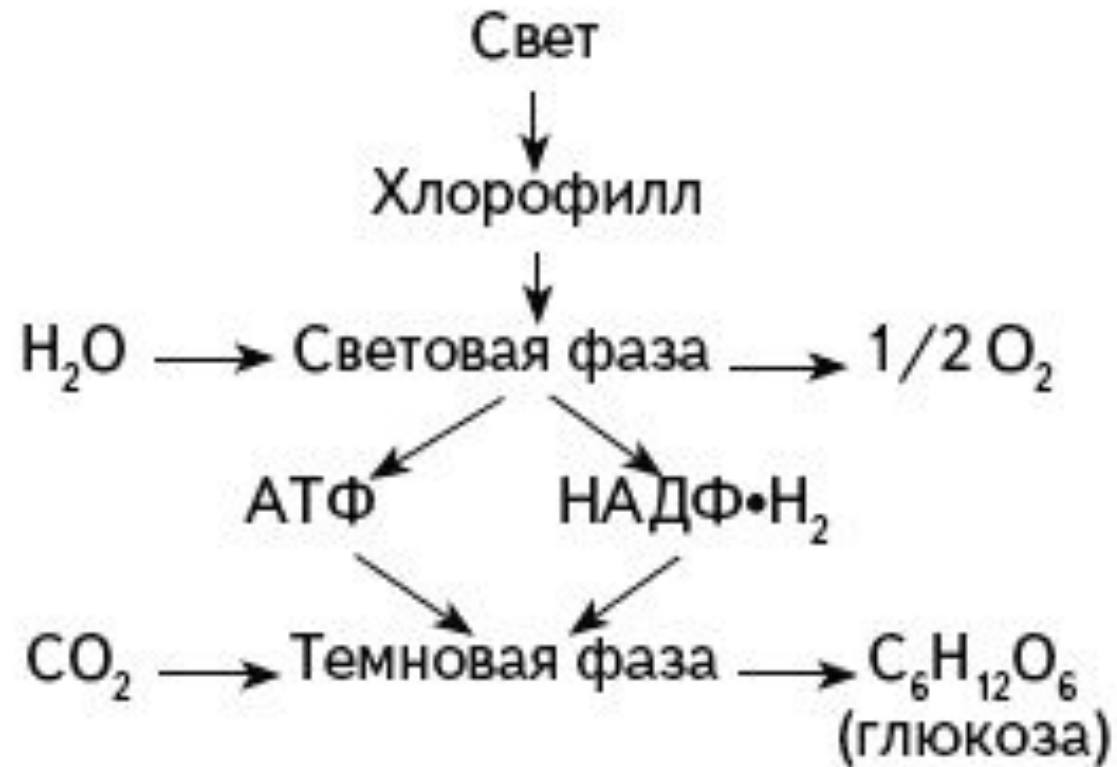 Свет
Хлорофилл
H₂O Световая фаза 1/2 O₂
АТФ НАДФ•H₂
CO₂ Темновая фаза C₆H₁₂O₆
(глюкоза)